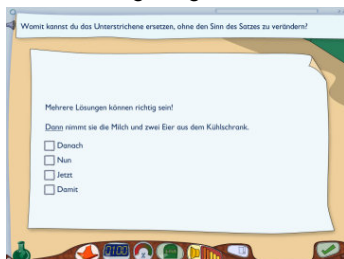 Womit kannst du das Unterstrichene ersetzen, ohne den Sinn des Satzes zu verändern?
Mehrere Lösungen können richtig sein!
Dann nimmt sie die Milch und zwei Eier aus dem Kühlschrank.
Danach
Nun
Jetzt
Damit